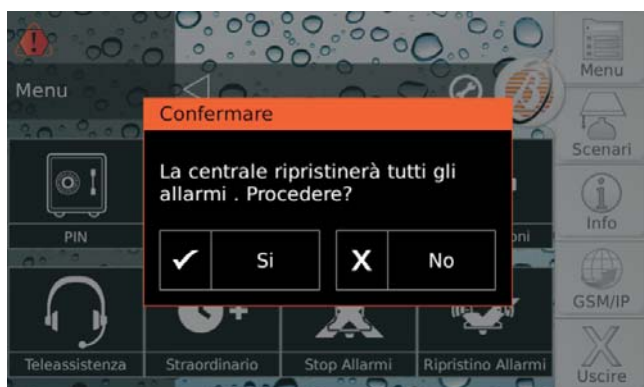 Menu
Menu
Confermare
La centrale ripristinerà tutti gli
allarmi . Procedere?
Si
No
Scenari
Info
PIN
oni
GSM/IP
Teleassistenza
Straordinario
Stop Allarmi
Ripristino Allarmi
Uscire